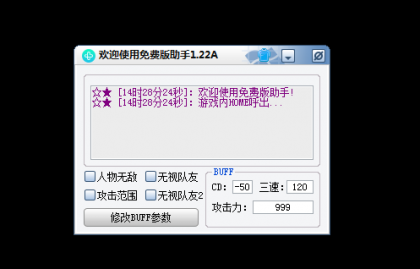 欢迎使用免费版助手1.22A
☆★ [14时28分24秒]: 欢迎使用免费版助手!
☆★ [14时28分24秒]: 游戏内HOME呼出...
人物无敌 无视队友
攻击范围 无视队友2
修改BUFF参数
BUFF
CD: -50 三速: 120
攻击力: 999